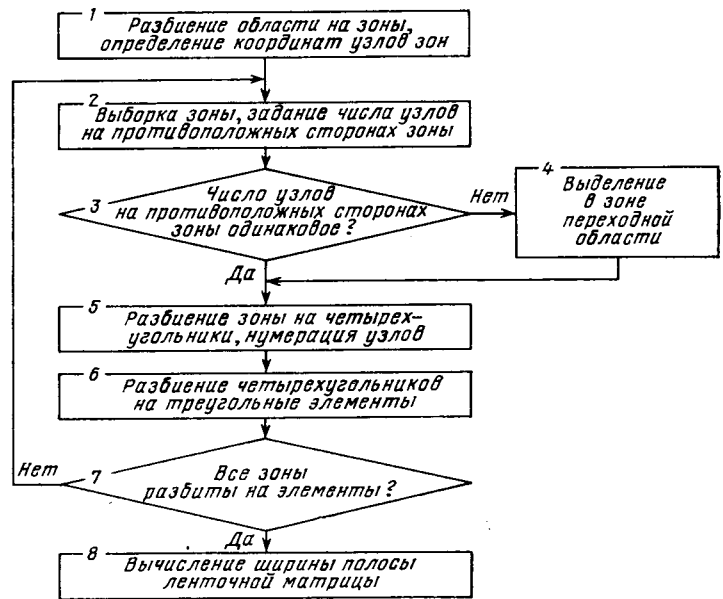 1
Разбиение области на зоны,
определение координат узлов зон
2
Выборка зоны, задание числа узлов
на противоположных сторонах зоны
3
Число узлов
на противоположных сторонах
зоны одинаковое?
Нет
4
Выделение
в зоне
переходной
области
Да
5
Разбиение зоны на четырех-
угольники, нумерация узлов
6
Разбиение четырехугольников
на треугольные элементы
Нет
7
Все зоны
разбиты на элементы?
Да
8
Вычисление ширины полосы
ленточной матрицы